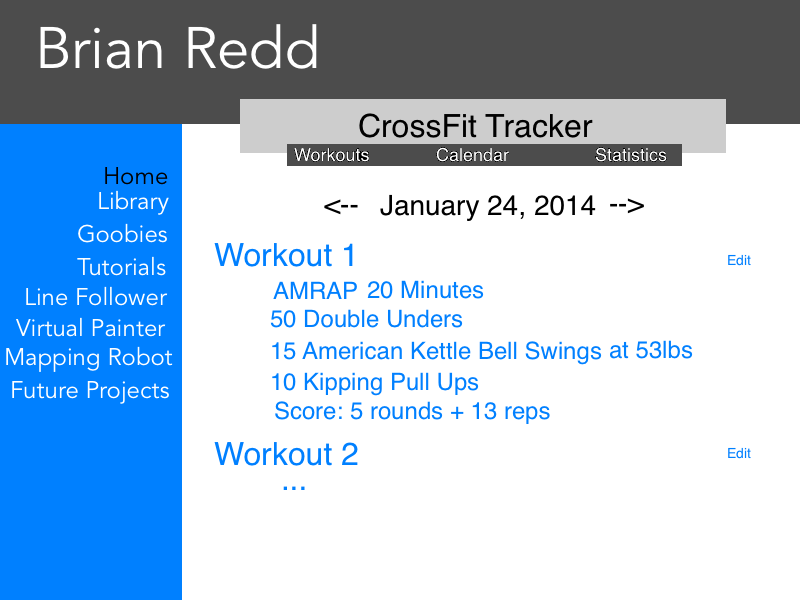 Brian Redd
CrossFit Tracker
Workouts Calendar Statistics
Home
Library
Goobies
Tutorials
Line Follower
Virtual Painter
Mapping Robot
Future Projects
<-- January 24, 2014 -->
Workout 1 Edit
AMRAP 20 Minutes
50 Double Unders
15 American Kettle Bell Swings at 53lbs
10 Kipping Pull Ups
Score: 5 rounds + 13 reps
Workout 2 Edit
...